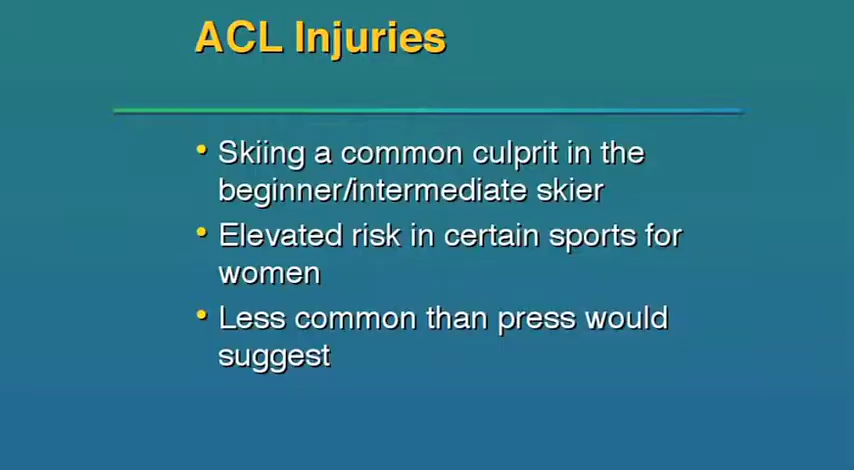 ACL Injuries
• Skiing a common culprit in the
beginner/intermediate skier
• Elevated risk in certain sports for
women
• Less common than press would
suggest